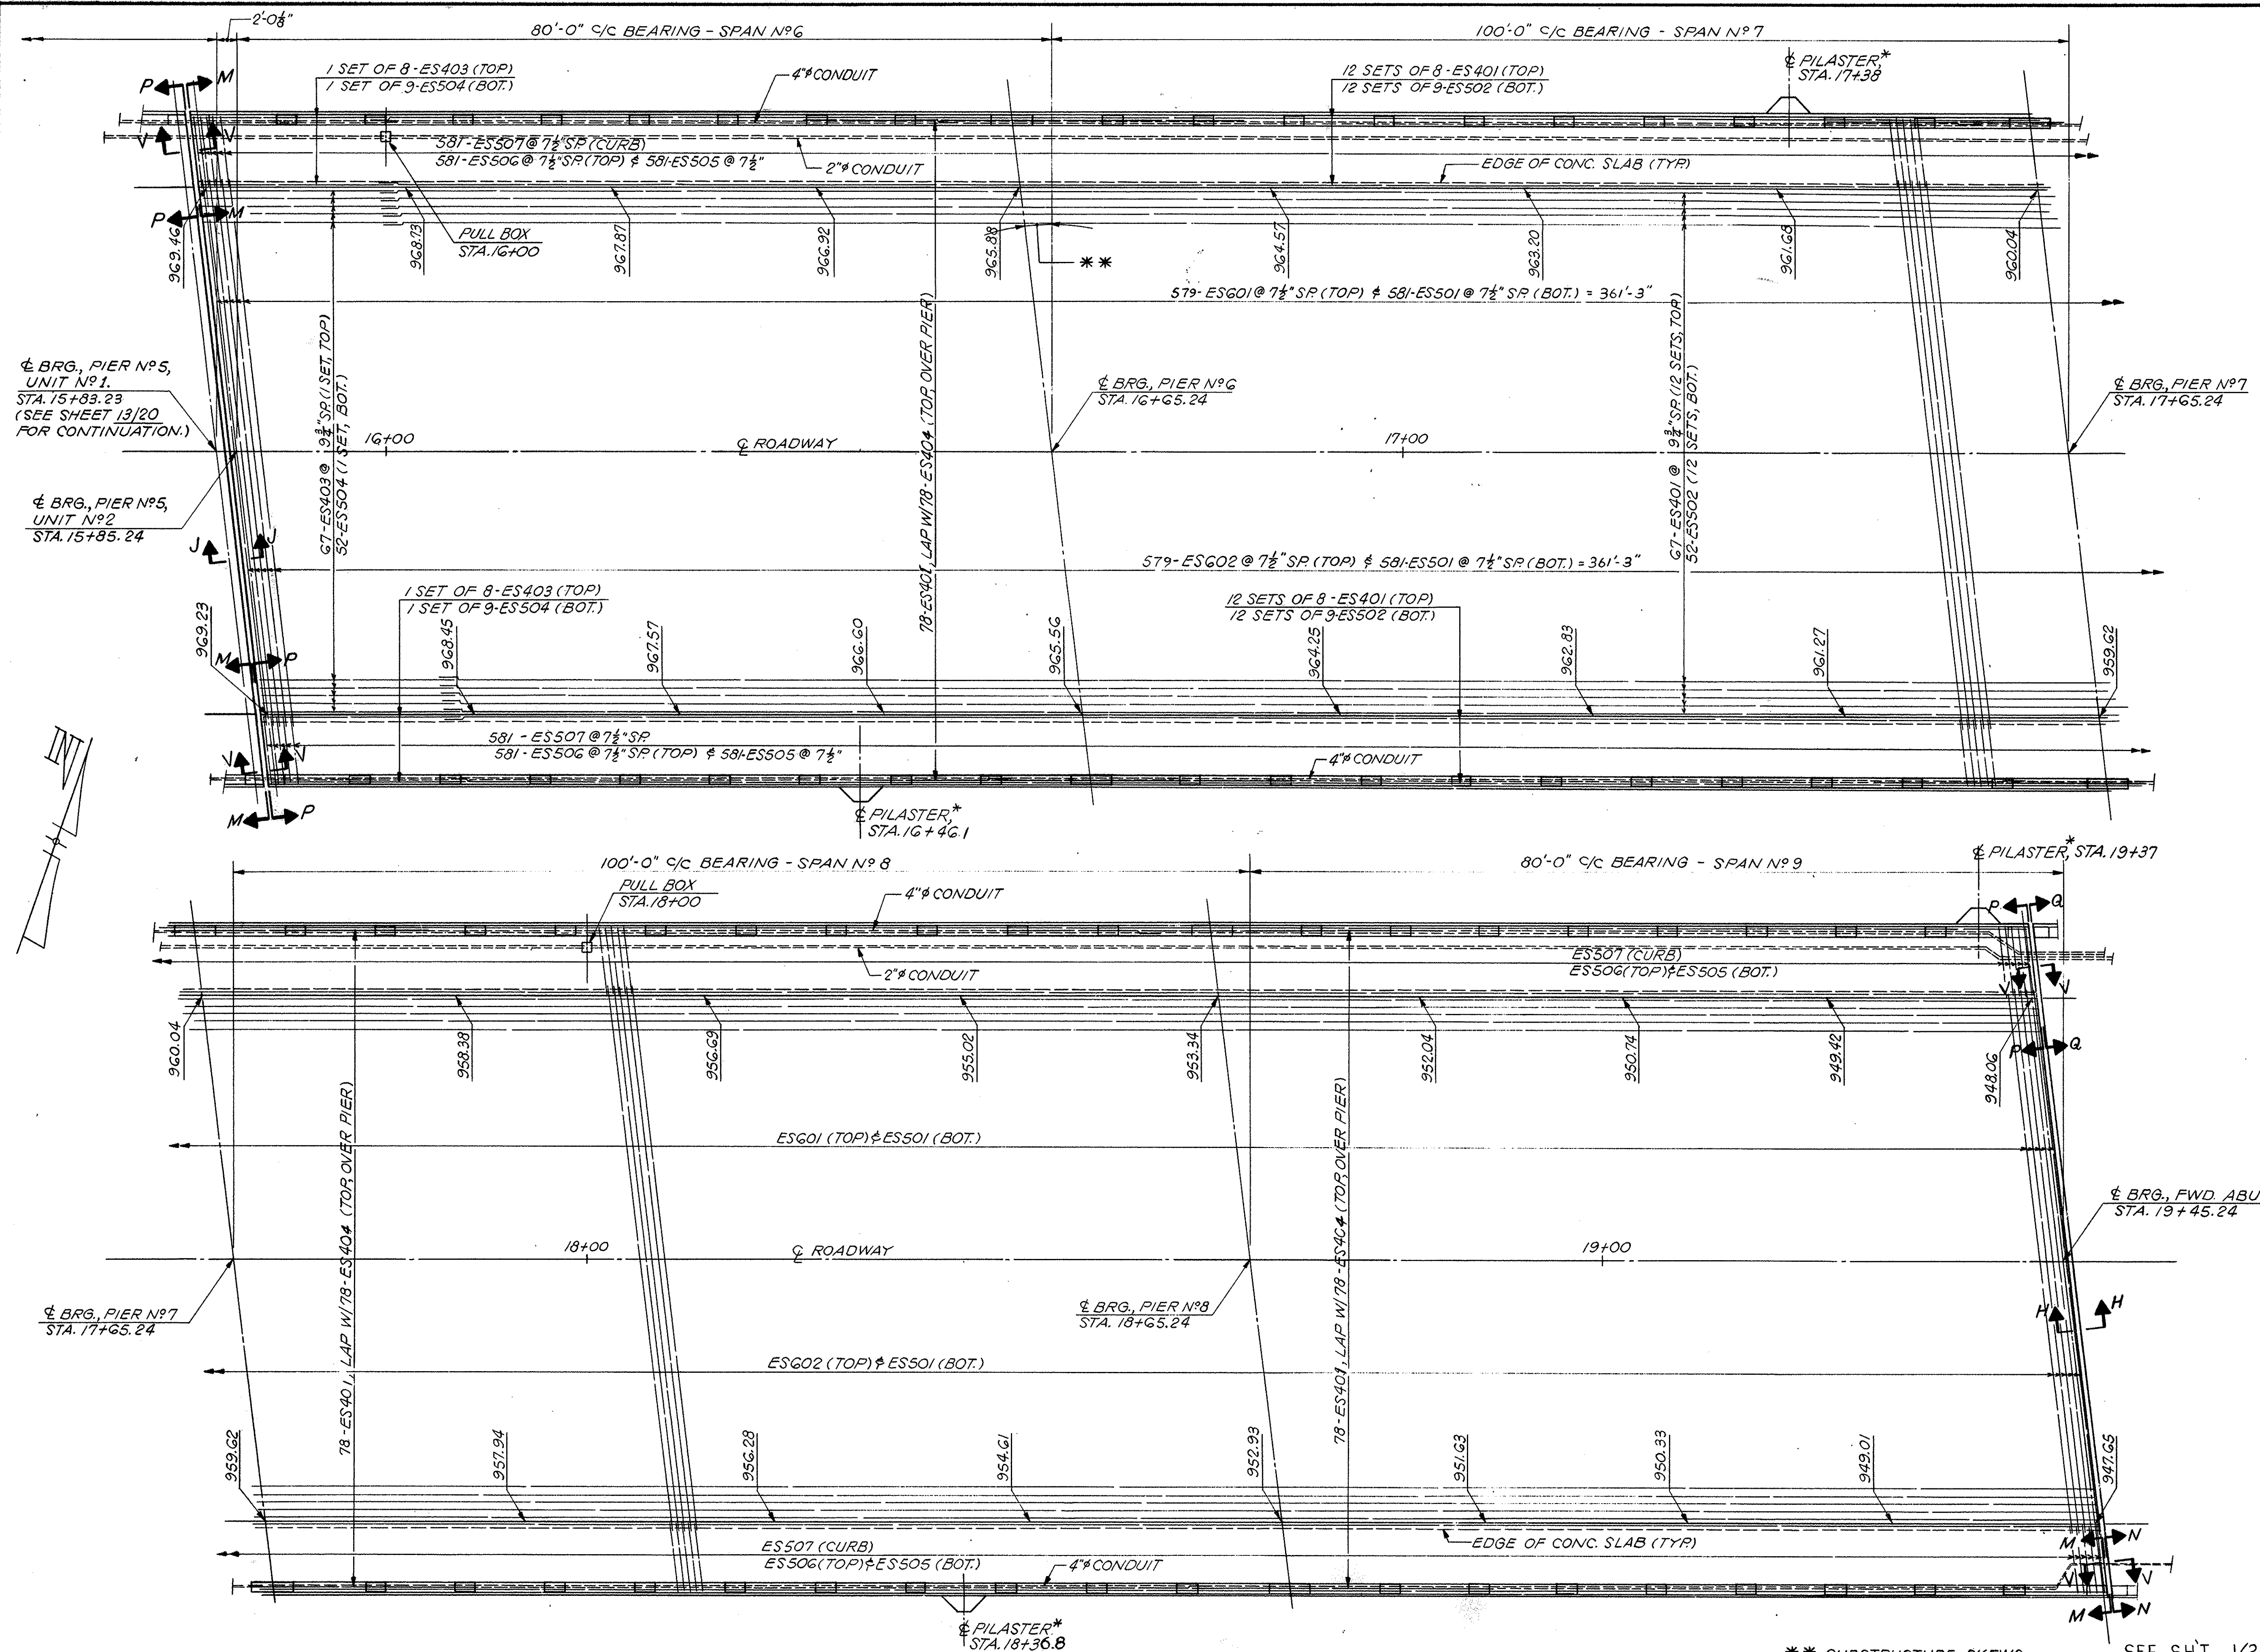 2'-0⅛"
80'-0" C/C BEARING - SPAN Nº6
100'-0" C/C BEARING - SPAN Nº7
1 SET OF 8-ES403 (TOP)
1 SET OF 9-ES504 (BOT.)
4"φ CONDUIT
12 SETS OF 8-ES401 (TOP)
12 SETS OF 9-ES502 (BOT.)
℄ PILASTER,*
STA. 17+38
P
M
V
V
581-ES507 @ 7½" SP. (CURB)
581-ES506 @ 7½" SP. (TOP) & 581-ES505 @ 7½"
2"φ CONDUIT
EDGE OF CONC. SLAB (TYP.)
P
M
969.46
968.73
PULL BOX
STA. 16+00
967.87
966.92
965.88
**
964.57
963.20
961.68
960.04
579-ES601 @ 7½" SP. (TOP) & 581-ES501 @ 7½" SP. (BOT.) = 361'-3"
67-ES403 @ 9¾" SP. (1 SET, TOP)
52-ES504 (1 SET, BOT.)
78-ES401, LAP W/78-ES404 (TOP, OVER PIER)
67-ES401 @ 9¾" SP. (12 SETS, TOP)
52-ES502 (12 SETS, BOT.)
℄ BRG., PIER Nº5,
UNIT Nº1.
STA. 15+83.23
(SEE SHEET 13/20
FOR CONTINUATION.)
℄ BRG., PIER Nº6
STA. 16+65.24
℄ BRG., PIER Nº7
STA. 17+65.24
16+00
℄ ROADWAY
17+00
℄ BRG., PIER Nº5,
UNIT Nº2
STA. 15+85.24
J
J
579-ES602 @ 7½" SP. (TOP) & 581-ES501 @ 7½" SP. (BOT.) = 361'-3"
1 SET OF 8-ES403 (TOP)
1 SET OF 9-ES504 (BOT.)
12 SETS OF 8-ES401 (TOP)
12 SETS OF 9-ES502 (BOT.)
969.23
968.45
967.57
966.60
965.56
964.25
962.83
961.27
959.62
M
P
N
581 - ES507 @ 7½" SP.
581-ES506 @ 7½" SP. (TOP) & 581-ES505 @ 7½"
V
V
4"φ CONDUIT
M
P
℄ PILASTER,*
STA. 16+46.1
100'-0" C/C BEARING - SPAN Nº 8
80'-0" C/C BEARING - SPAN Nº 9
℄ PILASTER,* STA. 19+37
PULL BOX
STA. 18+00
4"φ CONDUIT
P
Q
2"φ CONDUIT
ES507 (CURB)
ES506 (TOP) & ES505 (BOT.)
V
V
P
Q
960.04
958.38
956.69
955.02
953.34
952.04
950.74
949.42
948.06
78-ES401, LAP W/78-ES404 (TOP, OVER PIER)
ES601 (TOP) & ES501 (BOT.)
78-ES401, LAP W/78-ES404 (TOP, OVER PIER)
℄ BRG., FWD. ABU
STA. 19+45.24
18+00
℄ ROADWAY
19+00
℄ BRG., PIER Nº7
STA. 17+65.24
℄ BRG., PIER Nº8
STA. 18+65.24
H
H
ES602 (TOP) & ES501 (BOT.)
959.62
957.94
956.28
954.61
952.93
951.63
950.33
949.01
947.65
EDGE OF CONC. SLAB (TYP.)
M
N
ES507 (CURB)
ES506 (TOP) & ES505 (BOT.)
4"φ CONDUIT
V
V
M
N
℄ PILASTER*
STA. 18+36.8
** SUBSTRUCTURE SKEWS
SEE SH'T.